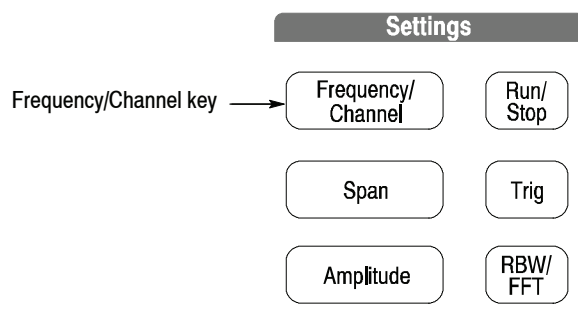 Settings
Frequency/Channel key
Frequency/
Channel
Run/
Stop
Span
Trig
Amplitude
RBW/
FFT